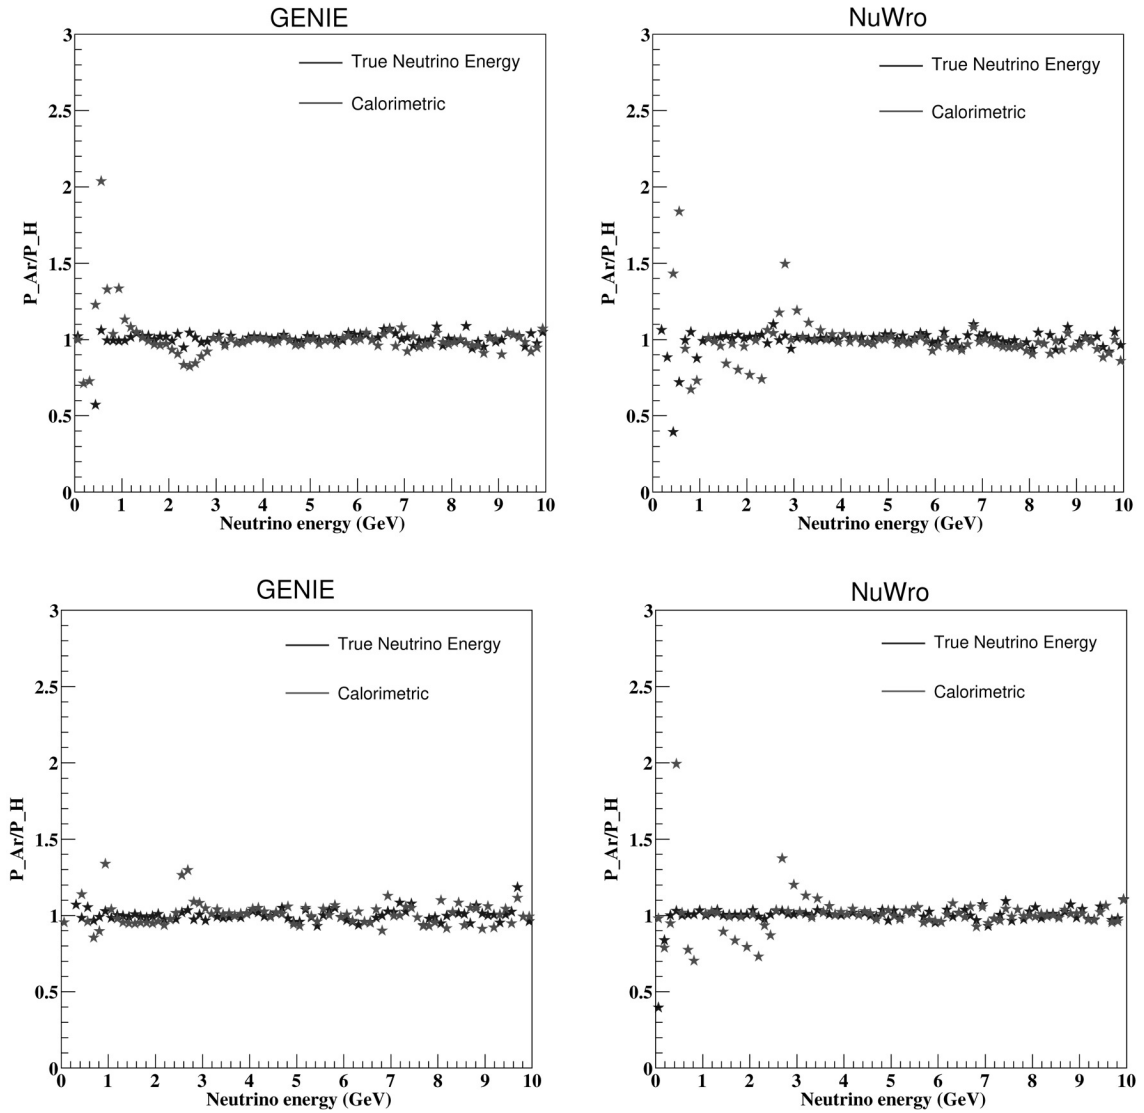 GENIE
3
2.5
2
1.5
1
0.5
0
P_Ar/P_H
True Neutrino Energy
Calorimetric
0 1 2 3 4 5 6 7 8 9 10
Neutrino energy (GeV)
NuWro
3
2.5
2
1.5
1
0.5
0
P_Ar/P_H
True Neutrino Energy
Calorimetric
0 1 2 3 4 5 6 7 8 9 10
Neutrino energy (GeV)
GENIE
3
2.5
2
1.5
1
0.5
0
P_Ar/P_H
True Neutrino Energy
Calorimetric
0 1 2 3 4 5 6 7 8 9 10
Neutrino energy (GeV)
NuWro
3
2.5
2
1.5
1
0.5
0
P_Ar/P_H
True Neutrino Energy
Calorimetric
0 1 2 3 4 5 6 7 8 9 10
Neutrino energy (GeV)